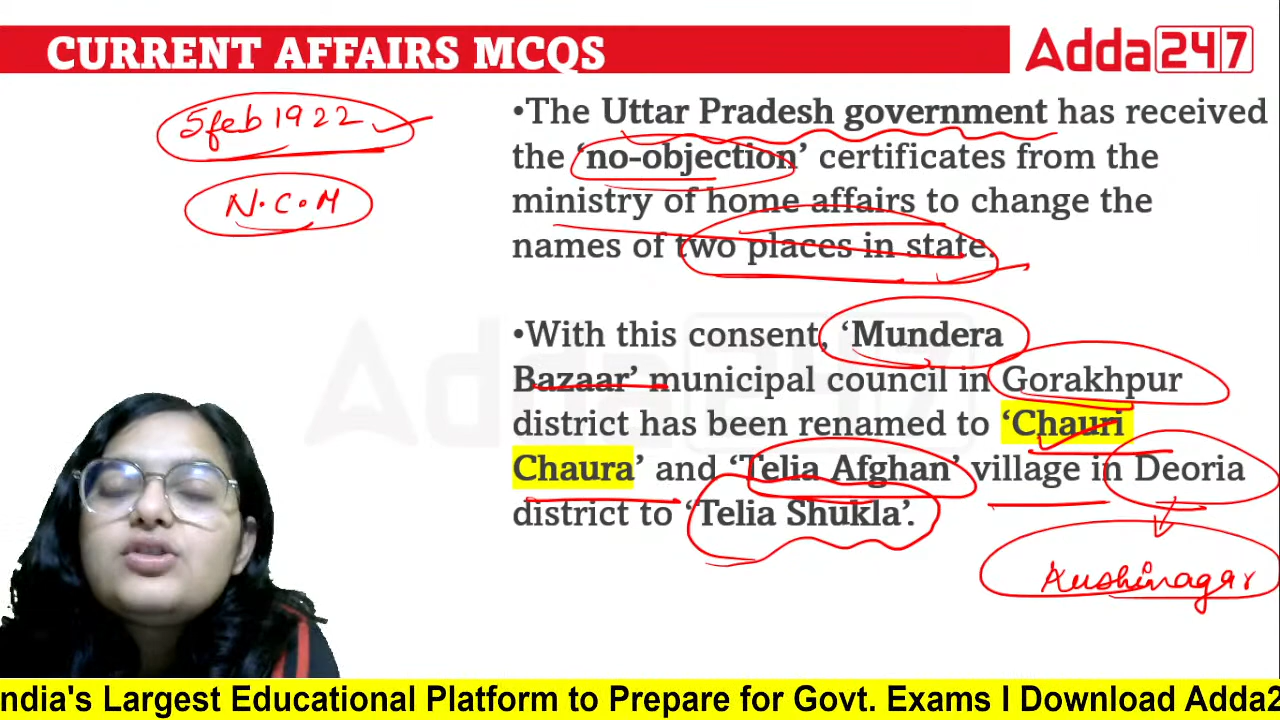 CURRENT AFFAIRS MCQS
Adda247
5 feb 1922
N.C.M
•The Uttar Pradesh government has received
the ‘no-objection’ certificates from the
ministry of home affairs to change the
names of two places in state.
•With this consent, ‘Mundera
Bazaar’ municipal council in Gorakhpur
district has been renamed to ‘Chauri
Chaura’ and ‘Telia Afghan’ village in Deoria
district to ‘Telia Shukla’.
Kushinagar
Adda247
ndia's Largest Educational Platform to Prepare for Govt. Exams I Download Adda2